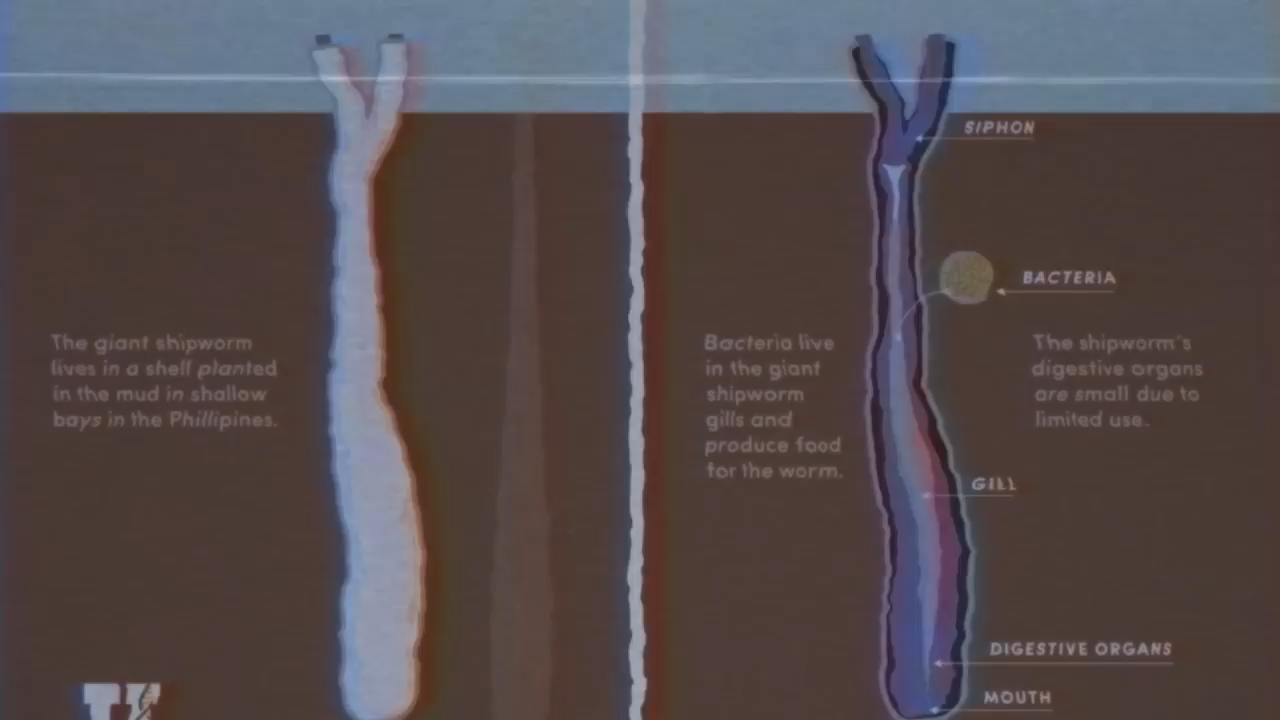 SIPHON
BACTERIA
The giant shipworm
lives in a shell planted
in the mud in shallow
bays in the Phillipines.
Bacteria live
in the giant
shipworm
gills and
produce food
for the worm.
The shipworm's
digestive organs
are small due to
limited use.
GILL
DIGESTIVE ORGANS
MOUTH